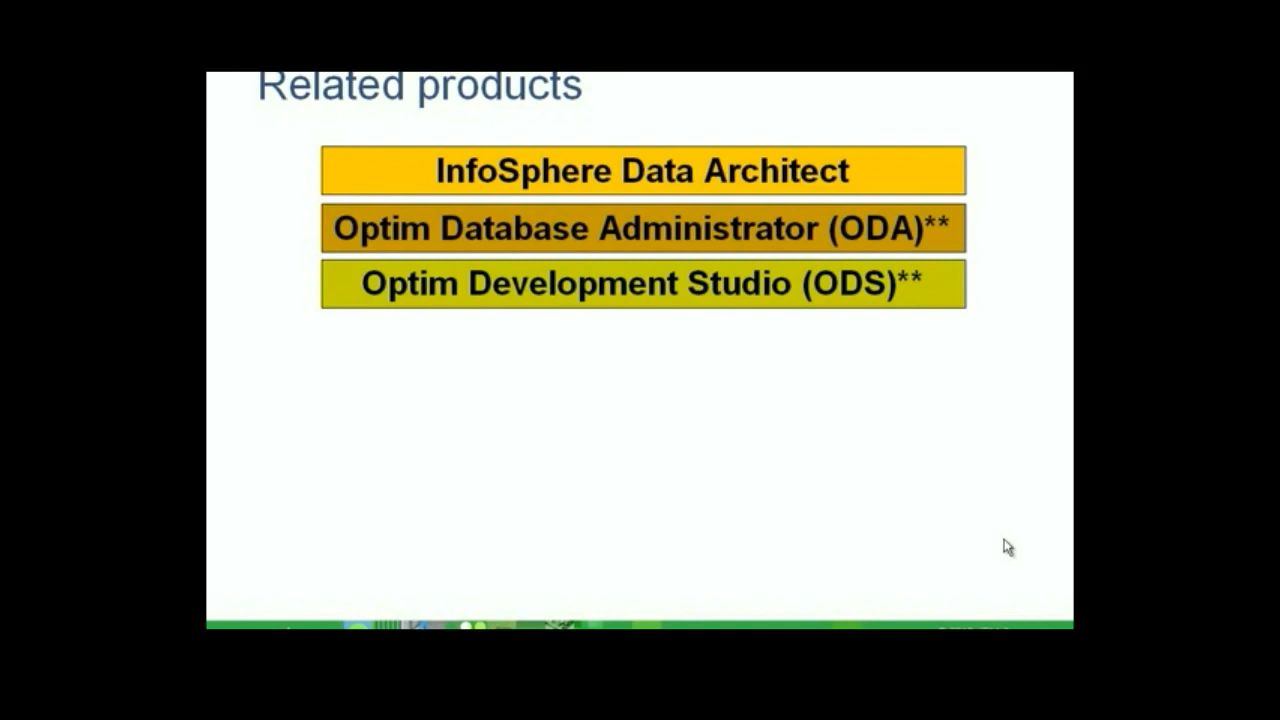 Related products
InfoSphere Data Architect
Optim Database Administrator (ODA)**
Optim Development Studio (ODS)**